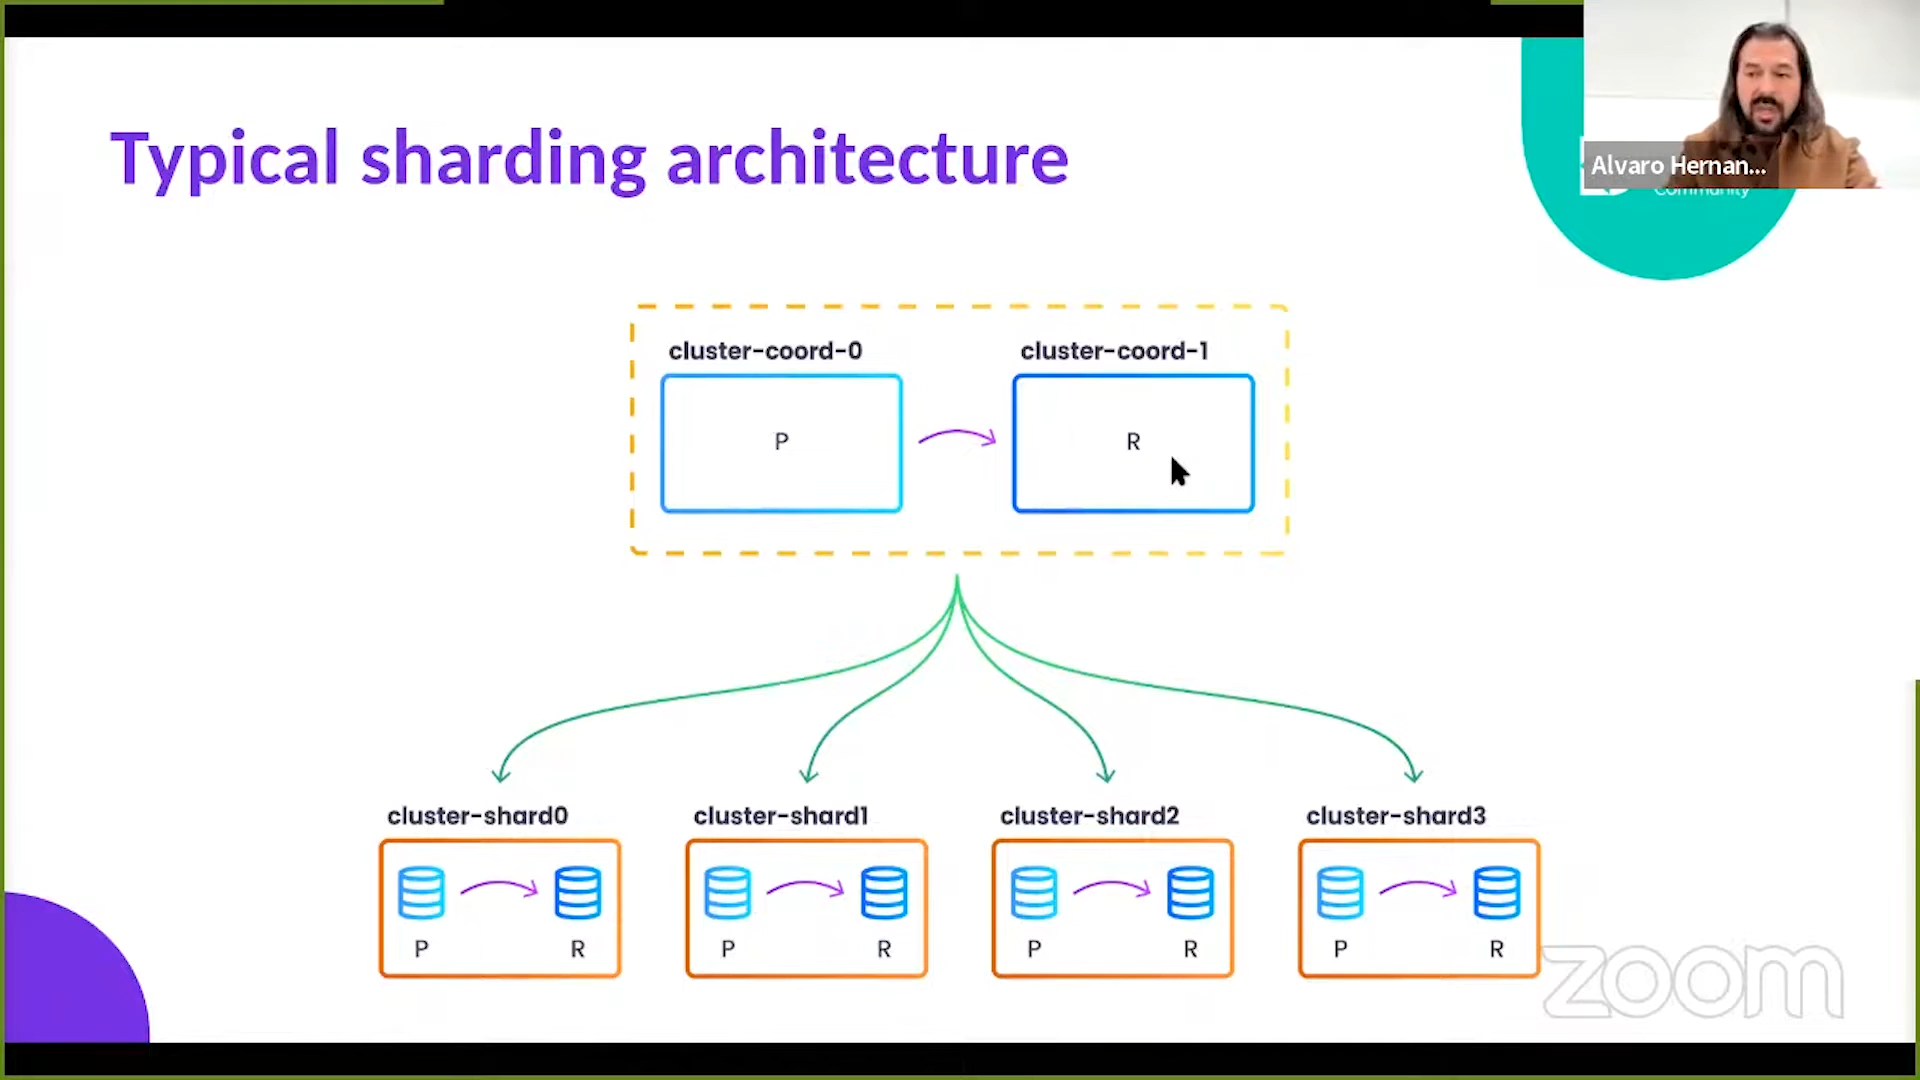 Typical sharding architecture
Alvaro Hernan...
Community
cluster-coord-0
cluster-coord-1
P
R
cluster-shard0
cluster-shard1
cluster-shard2
cluster-shard3
P
R
P
R
P
R
P
R
zoom